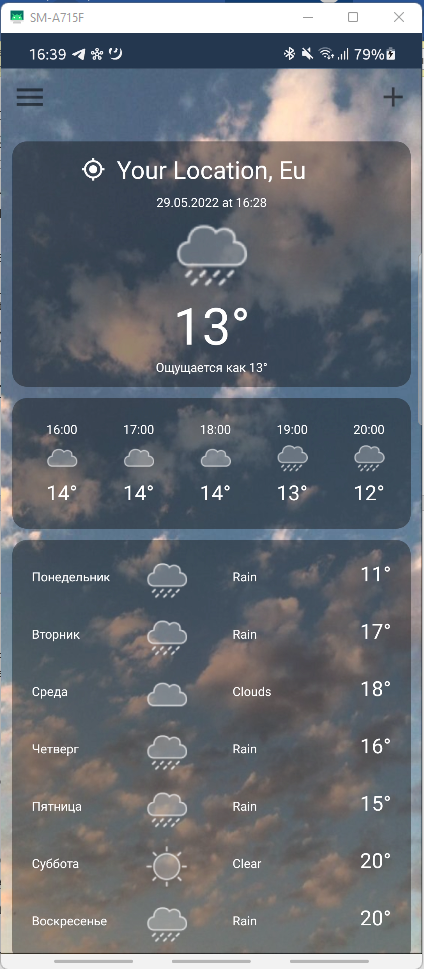 SM-A715F
16:39 79%
Your Location, Eu
29.05.2022 at 16:28
13°
Ощущается как 13°
16:00 17:00 18:00 19:00 20:00
14° 14° 14° 13° 12°
Понедельник Rain 11°
Вторник Rain 17°
Среда Clouds 18°
Четверг Rain 16°
Пятница Rain 15°
Суббота Clear 20°
Воскресенье Rain 20°